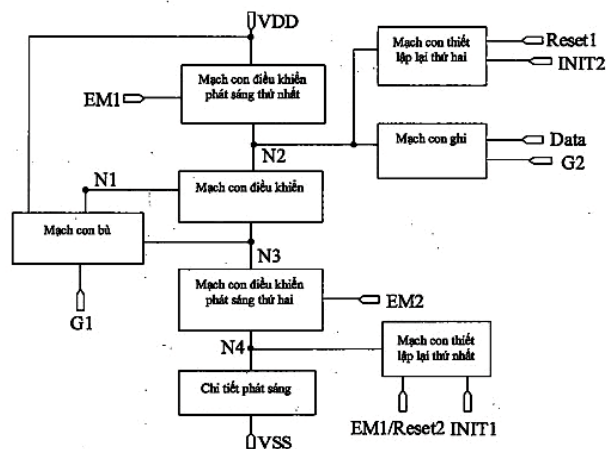 VDD
Reset1
Mạch con thiết
lập lại thứ hai
INIT2
Mạch con điều khiển
phát sáng thứ nhất
EM1
Data
Mạch con ghi
N2
G2
N1
Mạch con điều khiển
Mạch con bù
N3
Mạch con điều khiển
phát sáng thứ hai
EM2
G1
Mạch con thiết
lập lại thứ nhất
N4
Chi tiết phát sáng
EM1/Reset2 INIT1
VSS